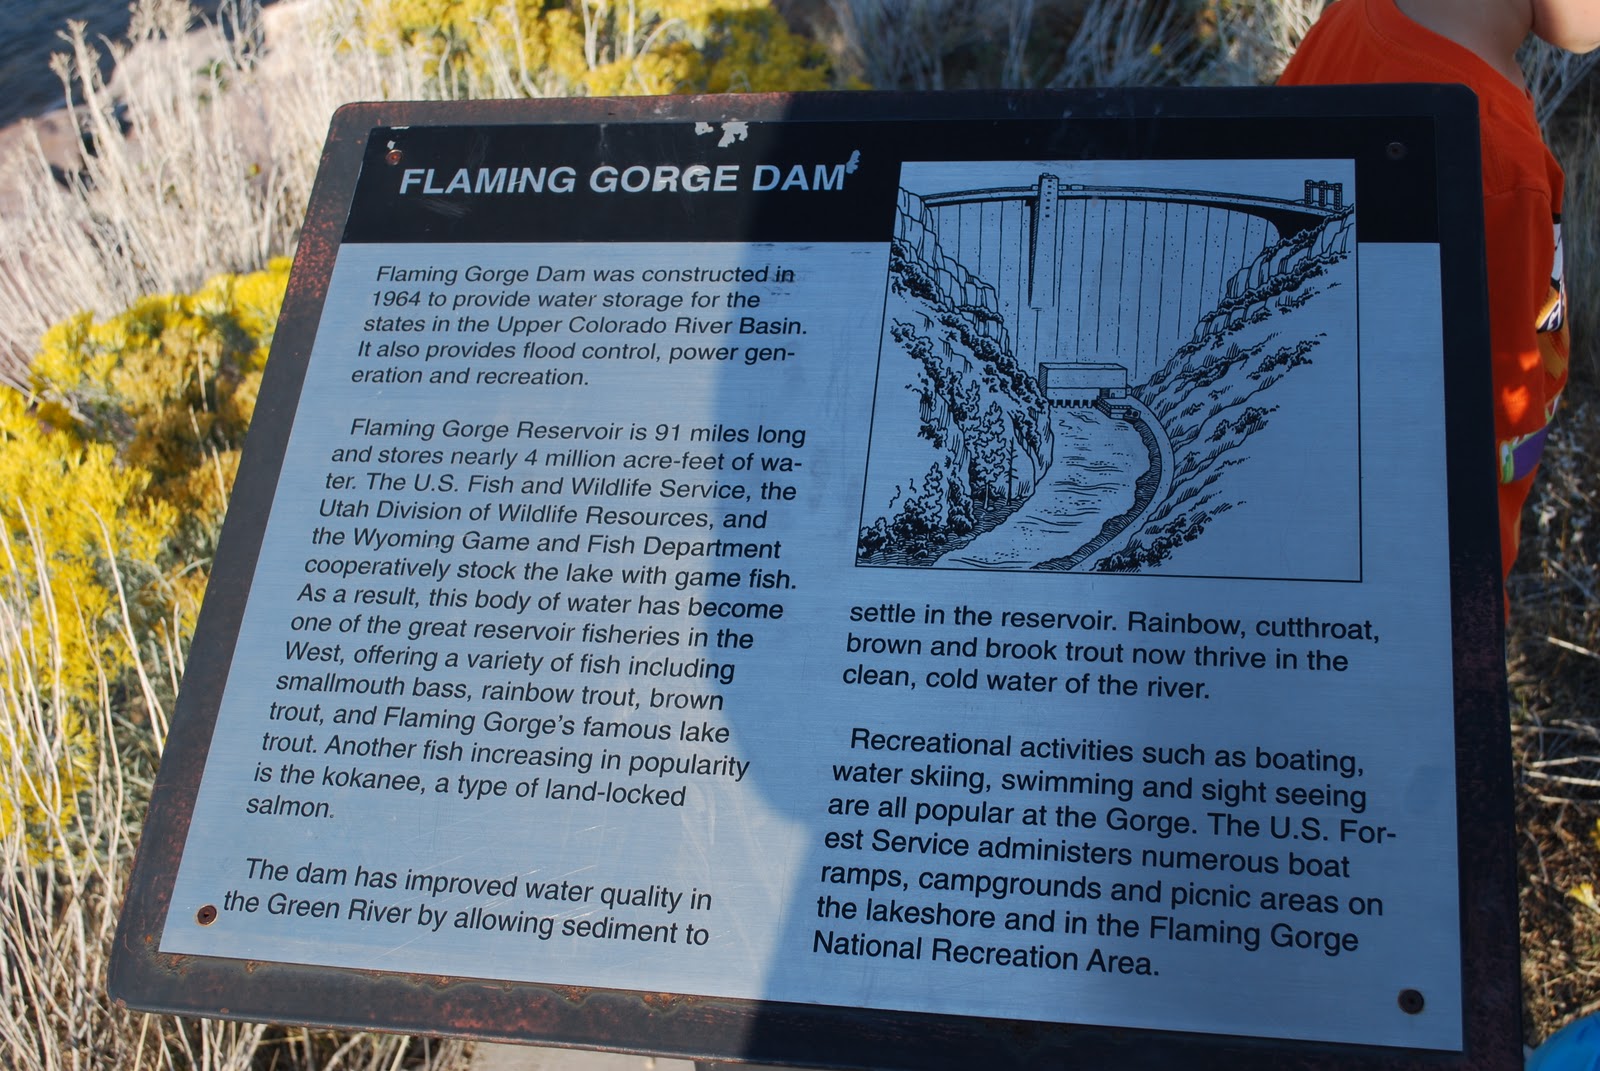 FLAMING GORGE DAM
Flaming Gorge Dam was constructed in
1964 to provide water storage for the
states in the Upper Colorado River Basin.
It also provides flood control, power gen-
eration and recreation.
Flaming Gorge Reservoir is 91 miles long
and stores nearly 4 million acre-feet of wa-
ter. The U.S. Fish and Wildlife Service, the
Utah Division of Wildlife Resources, and
the Wyoming Game and Fish Department
cooperatively stock the lake with game fish.
As a result, this body of water has become
one of the great reservoir fisheries in the
West, offering a variety of fish including
smallmouth bass, rainbow trout, brown
trout, and Flaming Gorge's famous lake
trout. Another fish increasing in popularity
is the kokanee, a type of land-locked
salmon.
The dam has improved water quality in
the Green River by allowing sediment to
settle in the reservoir. Rainbow, cutthroat,
brown and brook trout now thrive in the
clean, cold water of the river.
Recreational activities such as boating,
water skiing, swimming and sight seeing
are all popular at the Gorge. The U.S. For-
est Service administers numerous boat
ramps, campgrounds and picnic areas on
the lakeshore and in the Flaming Gorge
National Recreation Area.